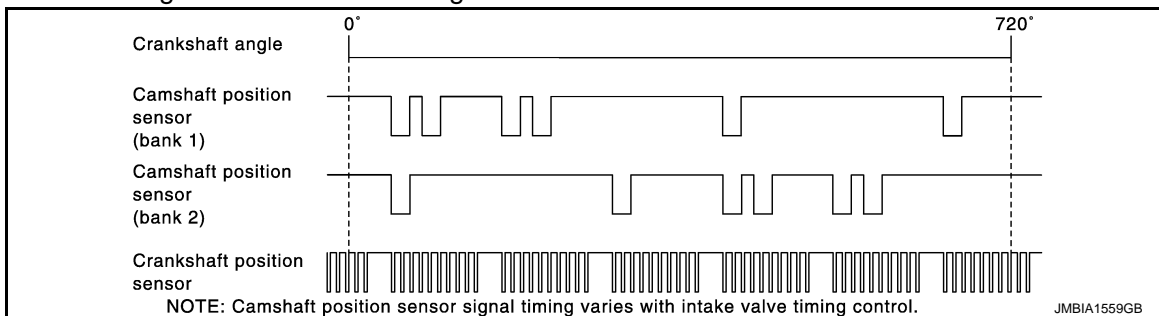 0˚ 720˚
Crankshaft angle
Camshaft position
sensor
(bank 1)
Camshaft position
sensor
(bank 2)
Crankshaft position
sensor
NOTE: Camshaft position sensor signal timing varies with intake valve timing control.
JMBIA1559GB